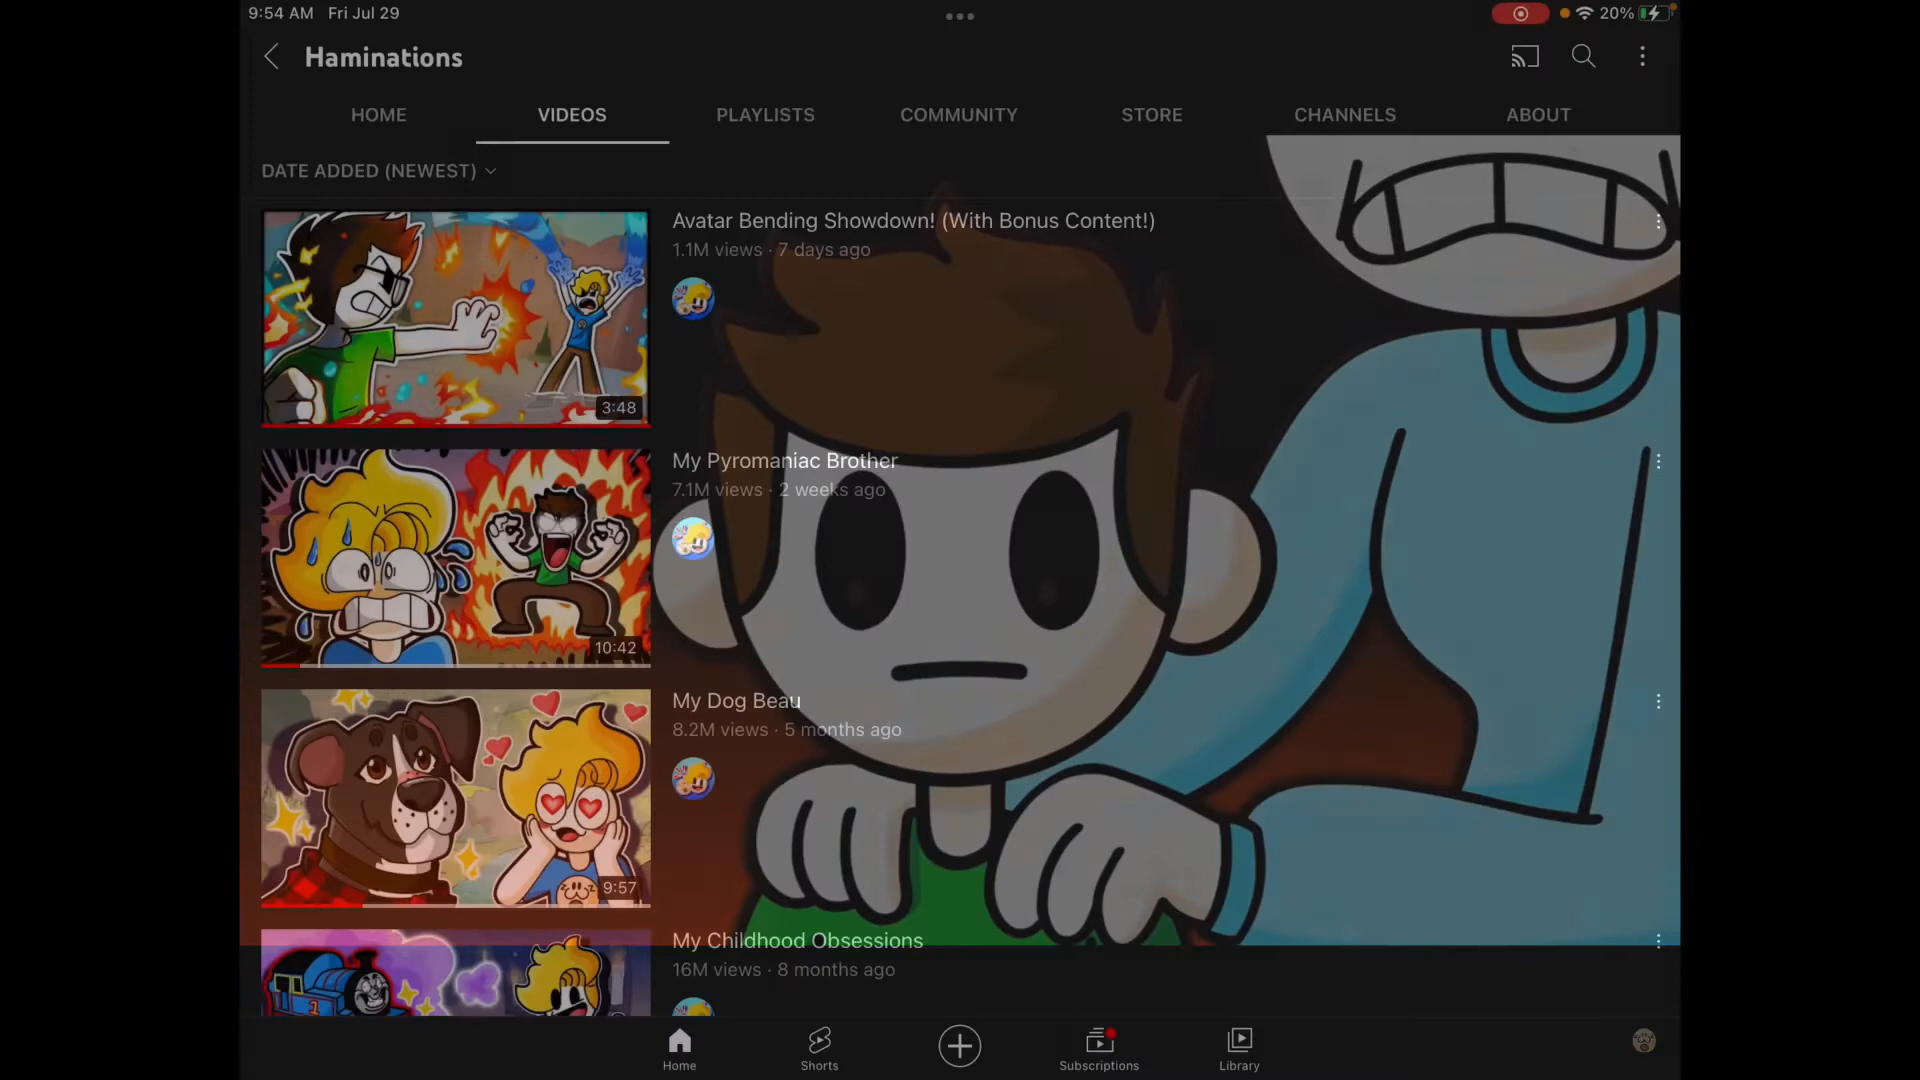 9:54 AM Fri Jul 29
20%
Haminations
HOME VIDEOS PLAYLISTS COMMUNITY STORE CHANNELS ABOUT
DATE ADDED (NEWEST)
Avatar Bending Showdown! (With Bonus Content!)
1.1M views · 7 days ago
3:48
My Pyromaniac Brother
7.1M views · 2 weeks ago
10:42
My Dog Beau
8.2M views · 5 months ago
9:57
My Childhood Obsessions
16M views · 8 months ago
1
Home Shorts Subscriptions Library